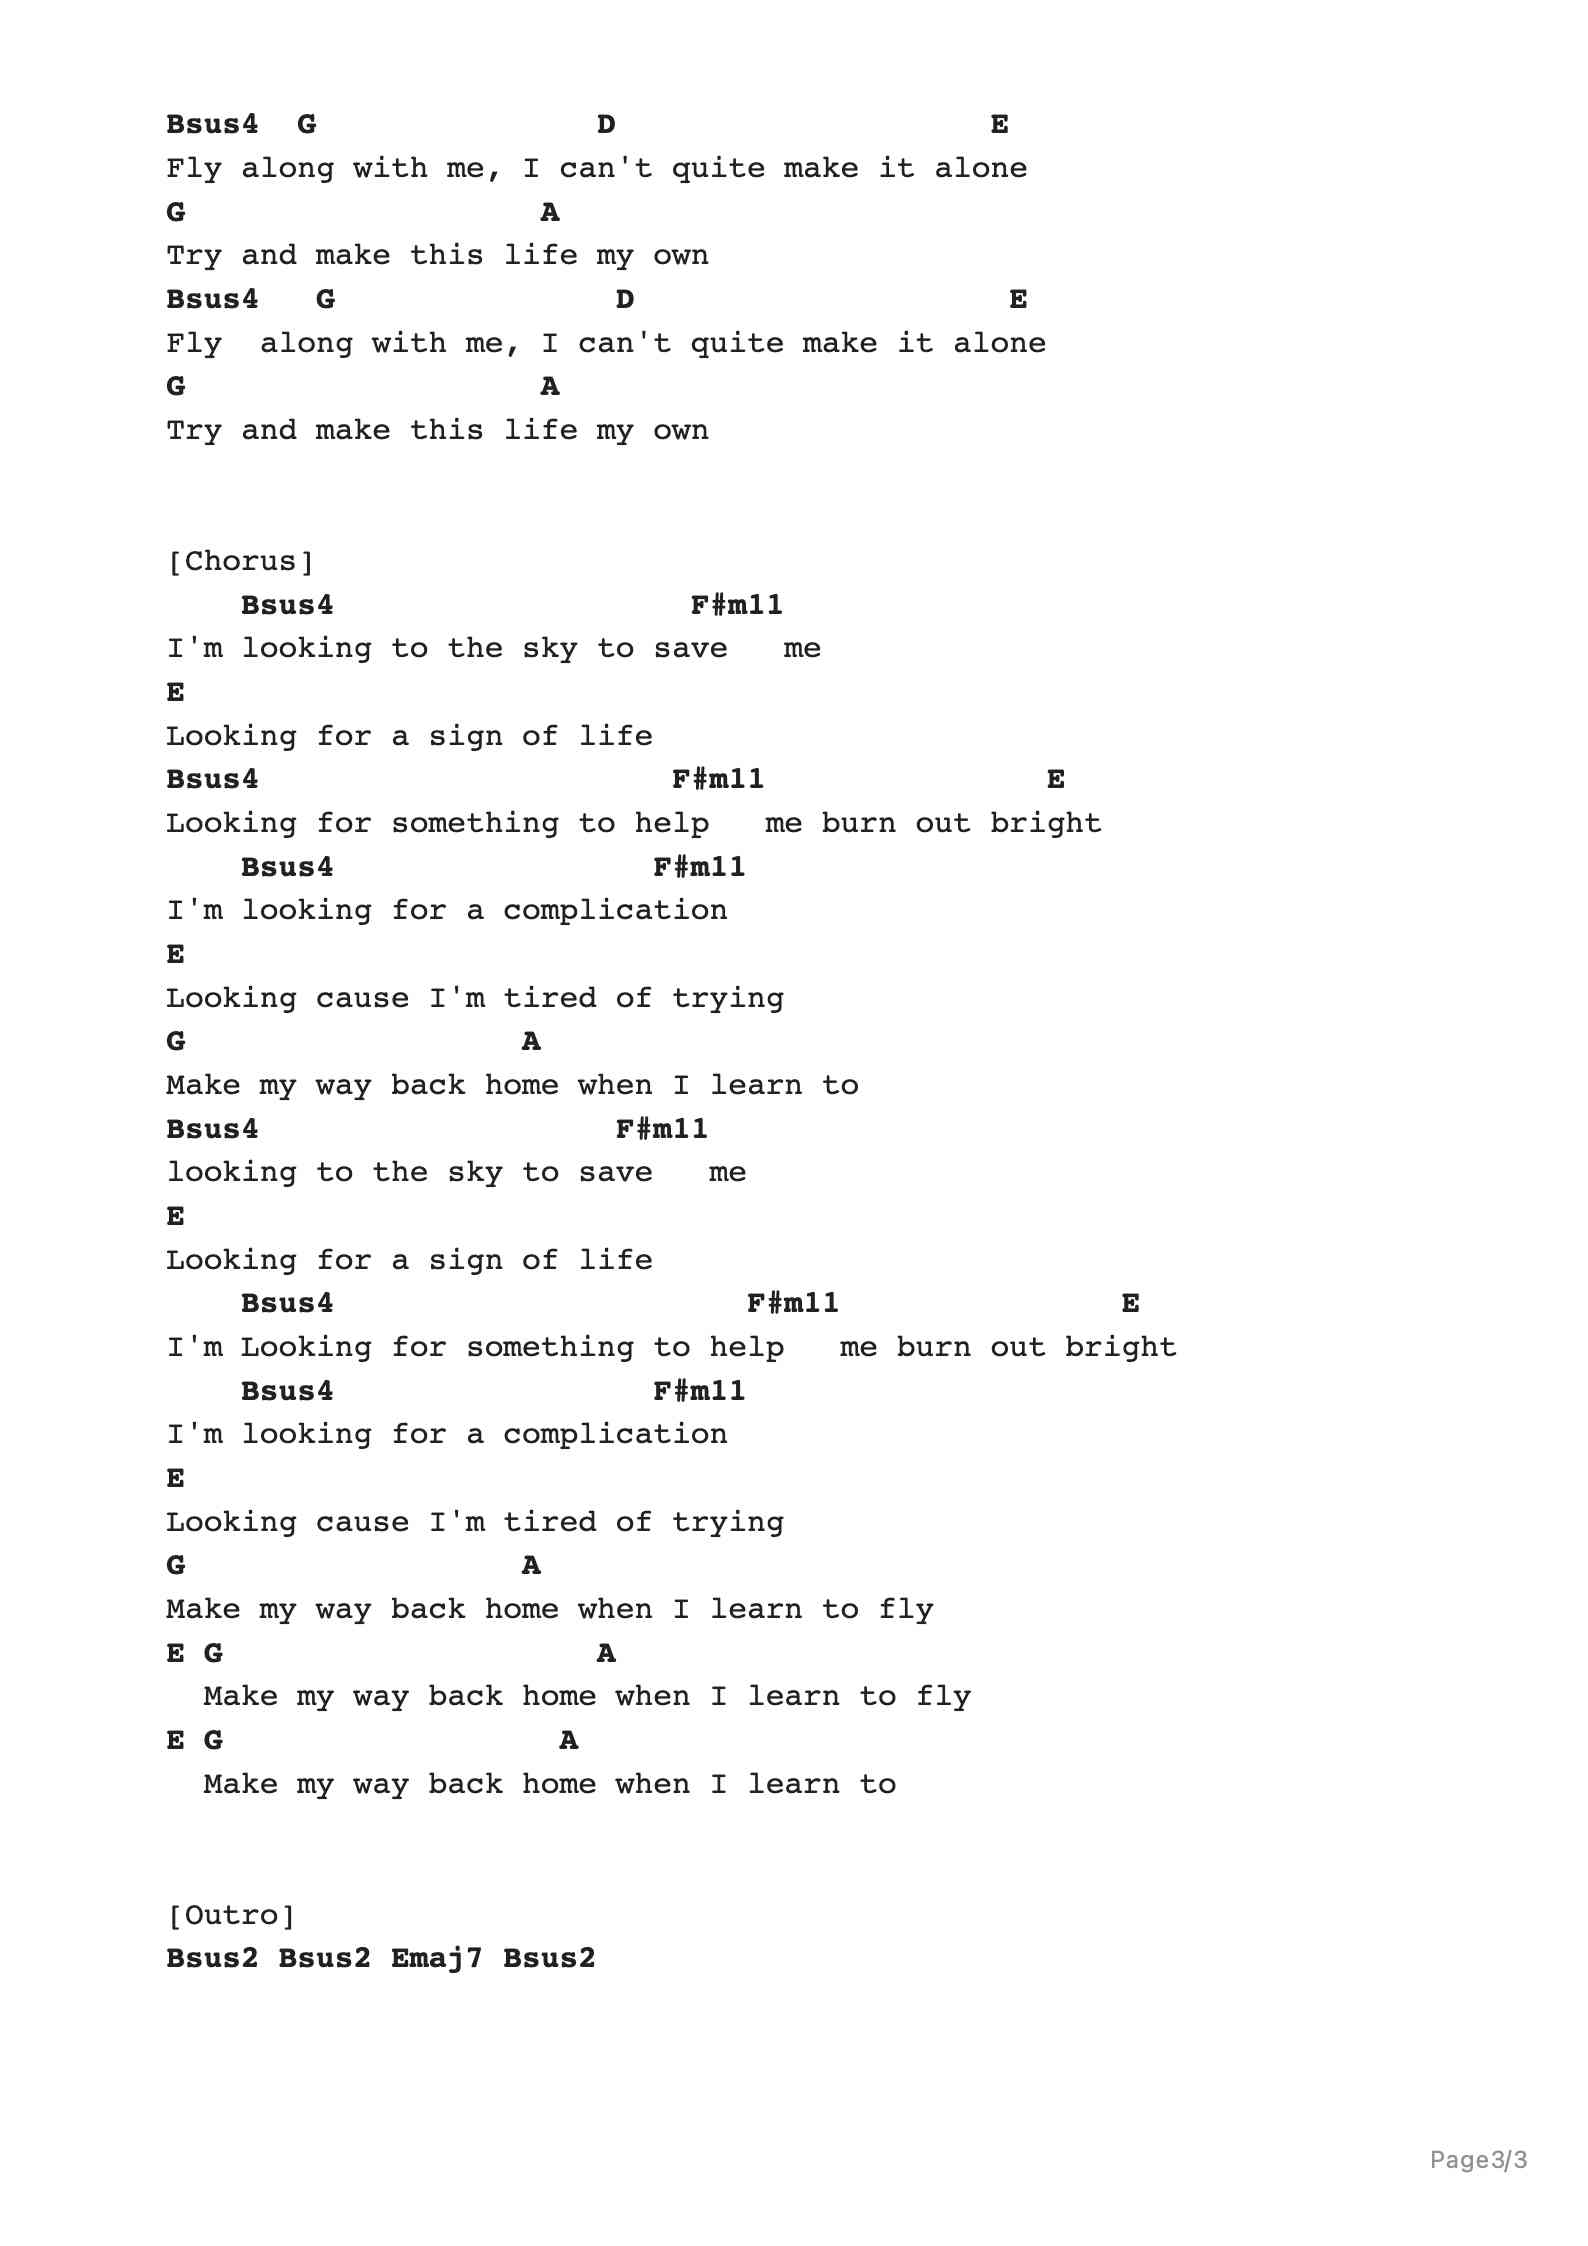 Bsus4 G D E
Fly along with me, I can't quite make it alone
G A
Try and make this life my own
Bsus4 G D E
Fly along with me, I can't quite make it alone
G A
Try and make this life my own
[Chorus]
Bsus4 F#m11
I'm looking to the sky to save me
E
Looking for a sign of life
Bsus4 F#m11 E
Looking for something to help me burn out bright
Bsus4 F#m11
I'm looking for a complication
E
Looking cause I'm tired of trying
G A
Make my way back home when I learn to
Bsus4 F#m11
looking to the sky to save me
E
Looking for a sign of life
Bsus4 F#m11 E
I'm Looking for something to help me burn out bright
Bsus4 F#m11
I'm looking for a complication
E
Looking cause I'm tired of trying
G A
Make my way back home when I learn to fly
E G A
Make my way back home when I learn to fly
E G A
Make my way back home when I learn to
[Outro]
Bsus2 Bsus2 Emaj7 Bsus2
Page3/3